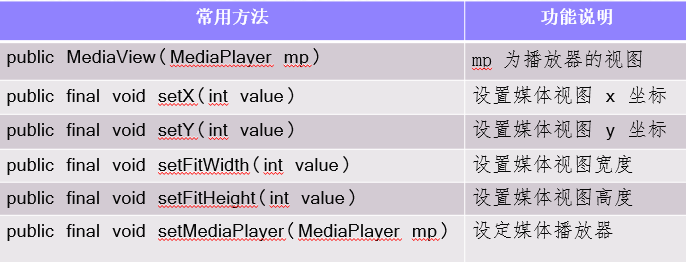 常用方法 功能说明
public MediaView(MediaPlayer mp) mp 为播放器的视图
public final void setX(int value) 设置媒体视图 x 坐标
public final void setY(int value) 设置媒体视图 y 坐标
public final void setFitWidth(int value) 设置媒体视图宽度
public final void setFitHeight(int value) 设置媒体视图高度
public final void setMediaPlayer(MediaPlayer mp) 设定媒体播放器